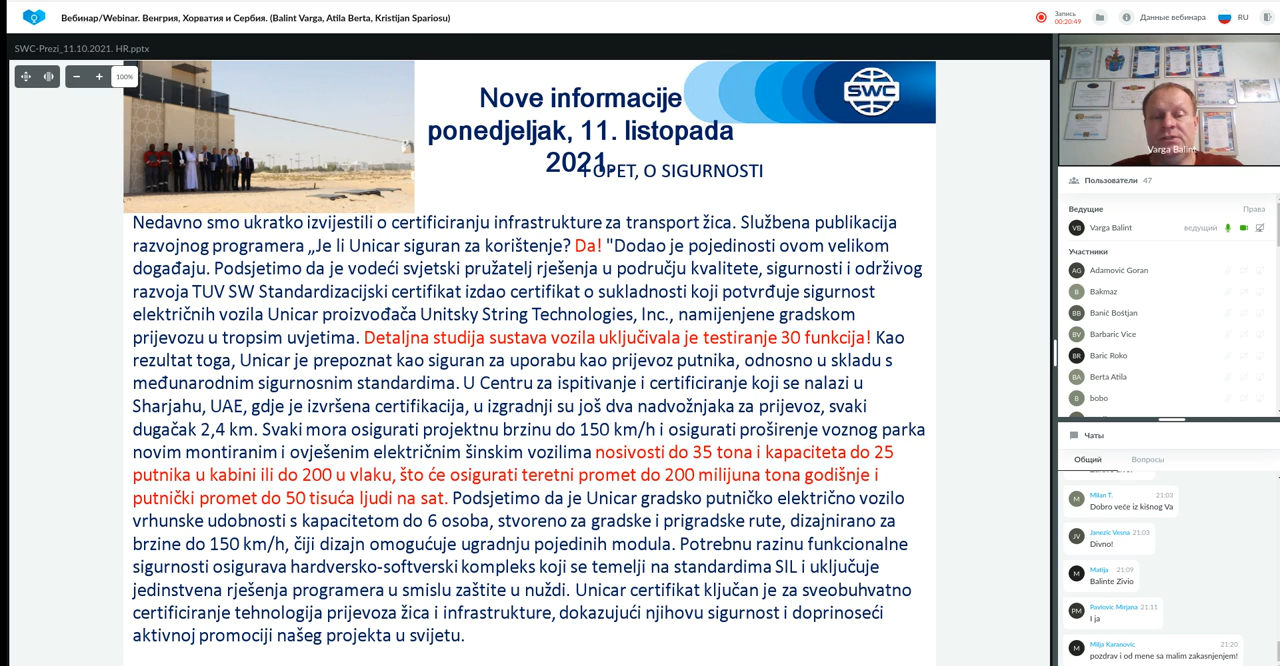 Вебинар/Webinar. Венгрия, Хорватия и Сербия. (Balint Varga, Atila Berta, Kristijan Spariosu)
Запись
00:20:49
Данные вебинара
RU
SWC-Prezi_11.10.2021. HR.pptx
100%
SWC
Nove informacije
ponedjeljak, 11. listopada
2021.
OPET, O SIGURNOSTI
Nedavno smo ukratko izvijestili o certificiranju infrastrukture za transport žica. Službena publikacija
razvojnog programera „Je li Unicar siguran za korištenje? Da! "Dodao je pojedinosti ovom velikom
događaju. Podsjetimo da je vodeći svjetski pružatelj rješenja u području kvalitete, sigurnosti i održivog
razvoja TUV SW Standardizacijski certifikat izdao certifikat o sukladnosti koji potvrđuje sigurnost
električnih vozila Unicar proizvođača Unitsky String Technologies, Inc., namijenjene gradskom
prijevozu u tropsim uvjetima. Detaljna studija sustava vozila uključivala je testiranje 30 funkcija! Kao
rezultat toga, Unicar je prepoznat kao siguran za uporabu kao prijevoz putnika, odnosno u skladu s
međunarodnim sigurnosnim standardima. U Centru za ispitivanje i certificiranje koji se nalazi u
Sharjahu, UAE, gdje je izvršena certifikacija, u izgradnji su još dva nadvožnjaka za prijevoz, svaki
dugačak 2,4 km. Svaki mora osigurati projektnu brzinu do 150 km/h i osigurati proširenje voznog parka
novim montiranim i ovješenim električnim šinskim vozilima nosivosti do 35 tona i kapaciteta do 25
putnika u kabini ili do 200 u vlaku, što će osigurati teretni promet do 200 milijuna tona godišnje i
putnički promet do 50 tisuća ljudi na sat. Podsjetimo da je Unicar gradsko putničko električno vozilo
vrhunske udobnosti s kapacitetom do 6 osoba, stvoreno za gradske i prigradske rute, dizajnirano za
brzine do 150 km/h, čiji dizajn omogućuje ugradnju pojedinih modula. Potrebnu razinu funkcionalne
sigurnosti osigurava hardversko-softverski kompleks koji se temelji na standardima SIL i uključuje
jedinstvena rješenja programera u smislu zaštite u nuždi. Unicar certifikat ključan je za sveobuhvatno
certificiranje tehnologija prijevoza žica i infrastrukture, dokazujući njihovu sigurnost i doprinoseći
aktivnoj promociji našeg projekta u svijetu.
Varga Balint
Пользователи 47
Ведущие Права
VB Varga Balint ведущий
Участники
AG Adamović Goran
B Bakmaz
BB Banić Boštjan
BV Barbaric Vice
BR Baric Roko
BA Berta Atila
B bobo
Чаты
Общий Вопросы
M Milan T. 21:03
Dobro veče iz kišnog Va
JV Janezic Vesna 21:03
Divno!
M Matija 21:09
Balinte Zivio
PM Pavlovic Mirjana 21:11
I ja
M Milja Karanovic 21:20
pozdrav i od mene sa malim zakasnjenjem!